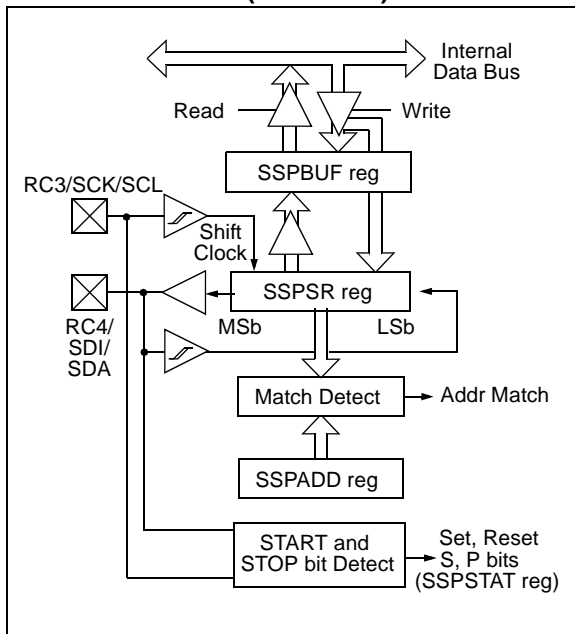 Internal
Data Bus
Read
Write
SSPBUF reg
RC3/SCK/SCL
Shift
Clock
SSPSR reg
MSb
LSb
RC4/
SDI/
SDA
Match Detect
Addr Match
SSPADD reg
START and
STOP bit Detect
Set, Reset
S, P bits
(SSPSTAT reg)